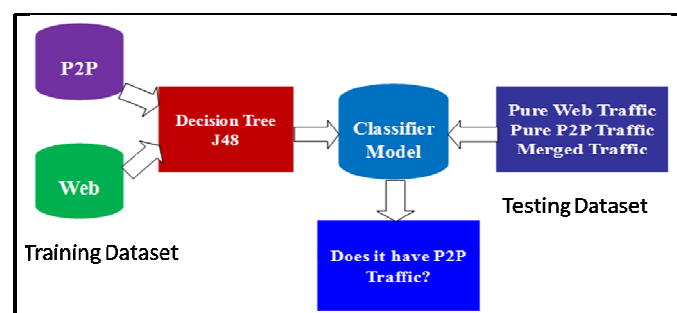 P2P
Web
Training Dataset
Decision Tree
J48
Classifier
Model
Does it have P2P
Traffic?
Pure Web Traffic
Pure P2P Traffic
Merged Traffic
Testing Dataset